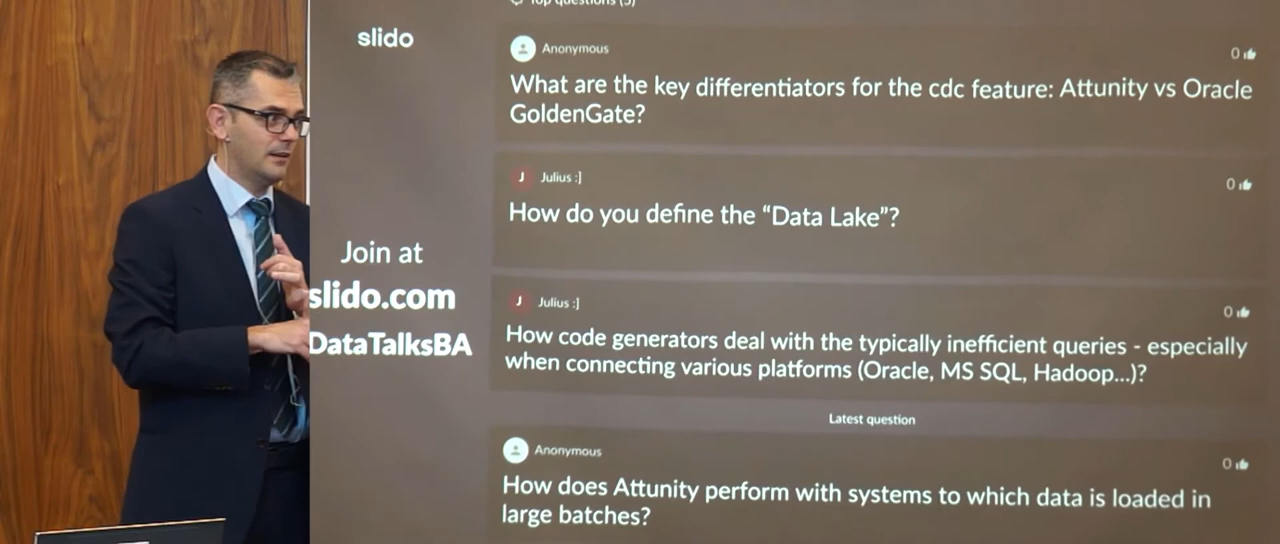 Top questions (5)
slido
Anonymous
0
What are the key differentiators for the cdc feature: Attunity vs Oracle
GoldenGate?
J Julius :]
0
How do you define the “Data Lake”?
Join at
slido.com
DataTalksBA
J Julius :]
0
How code generators deal with the typically inefficient queries - especially
when connecting various platforms (Oracle, MS SQL, Hadoop...)?
Latest question
Anonymous
0
How does Attunity perform with systems to which data is loaded in
large batches?